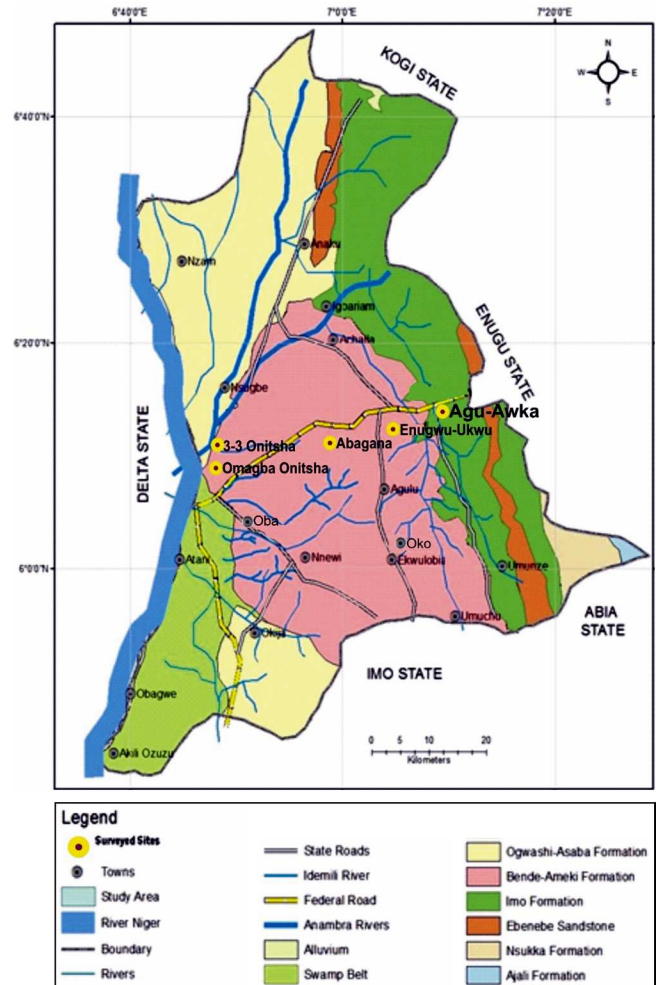 6°40'0"E 7°0'0"E 7°20'0"E
N
W E
S
KOGI STATE
6°40'0"N
Anaku
Nzam
Igbariam
ENUGU STATE
6°20'0"N
Achalla
Nsugbe
Agu-Awka
Enugwu-Ukwu
3-3 Onitsha
Abagana
DELTA STATE
Omagba Onitsha
Agulu
Oba
Oko
6°0'0"N
Atani
Nnewi
Ekwulobia
Umunze
ABIA
STATE
Umuchu
Okija
IMO STATE
Obagwe
0 5 10 20
Kilometers
Akili Ozuzu
Legend
Surveyed Sites
Towns
Study Area
River Niger
Boundary
Rivers
State Roads
Idemili River
Federal Road
Anambra Rivers
Alluvium
Swamp Belt
Ogwashi-Asaba Formation
Bende-Ameki Formation
Imo Formation
Ebenebe Sandstone
Nsukka Formation
Ajali Formation